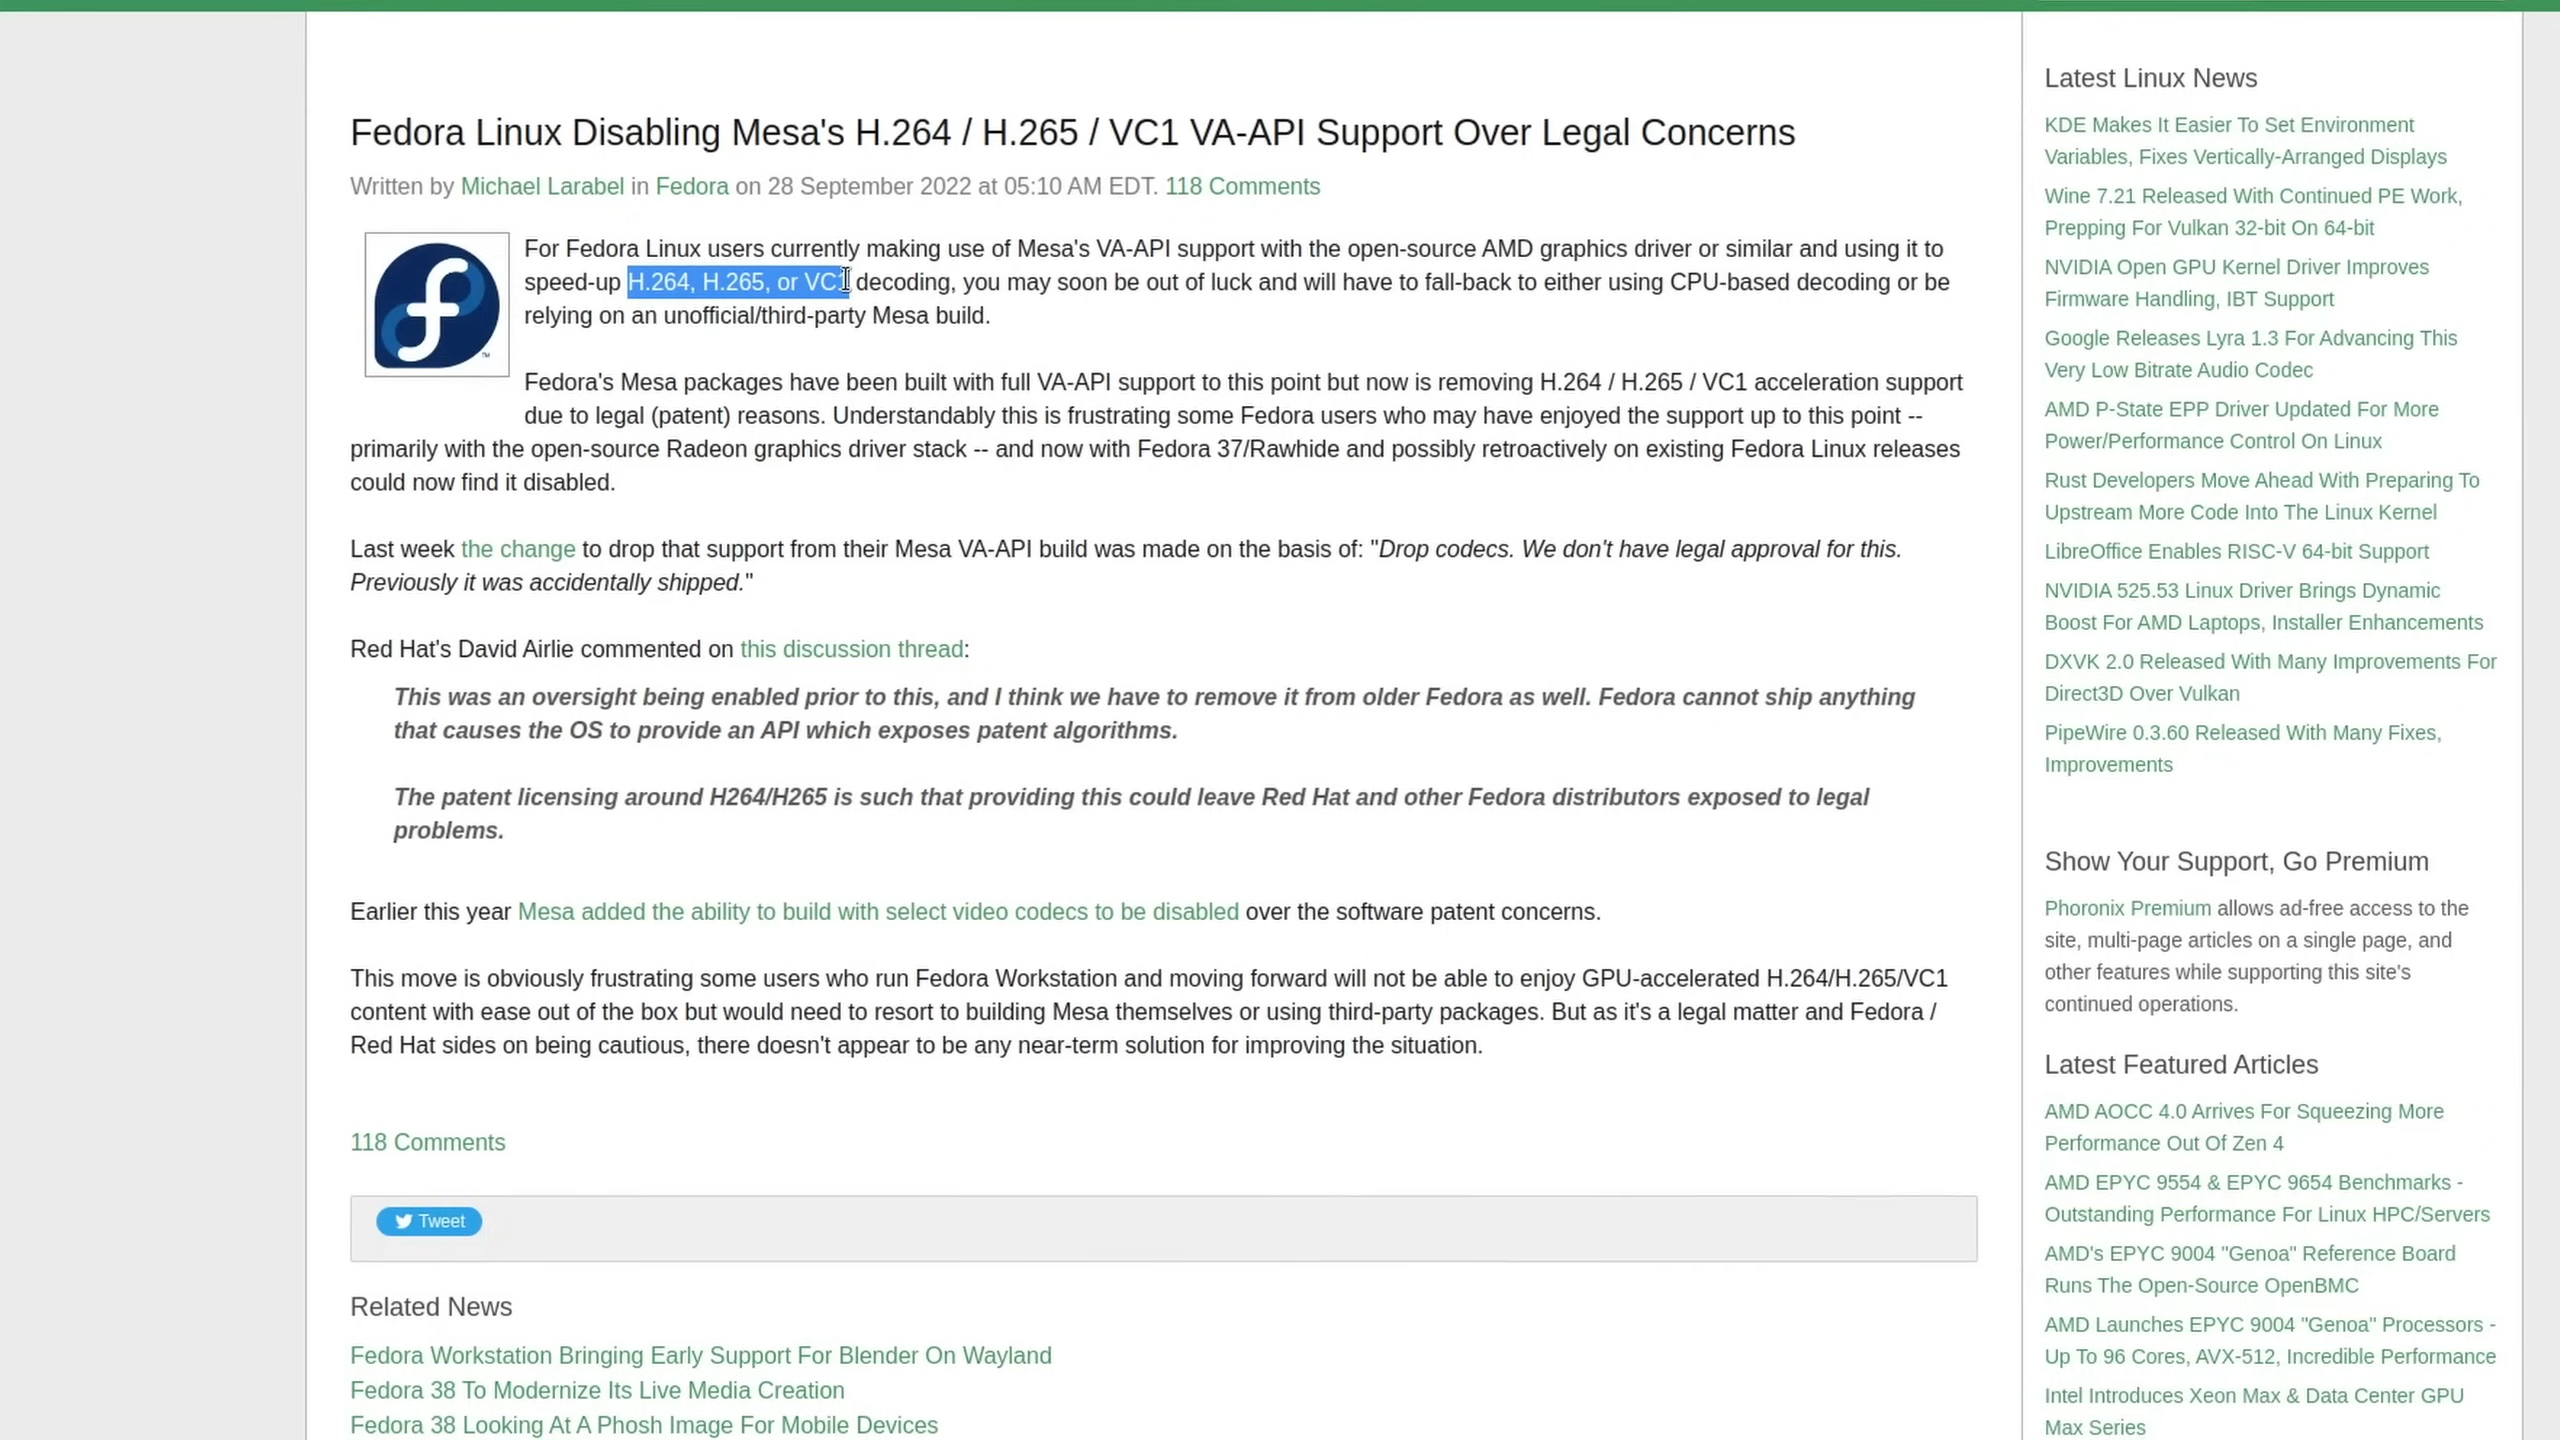 Fedora Linux Disabling Mesa's H.264 / H.265 / VC1 VA-API Support Over Legal Concerns
Written by Michael Larabel in Fedora on 28 September 2022 at 05:10 AM EDT. 118 Comments
For Fedora Linux users currently making use of Mesa's VA-API support with the open-source AMD graphics driver or similar and using it to
speed-up H.264, H.265, or VC1 decoding, you may soon be out of luck and will have to fall-back to either using CPU-based decoding or be
relying on an unofficial/third-party Mesa build.
Fedora's Mesa packages have been built with full VA-API support to this point but now is removing H.264 / H.265 / VC1 acceleration support
due to legal (patent) reasons. Understandably this is frustrating some Fedora users who may have enjoyed the support up to this point --
primarily with the open-source Radeon graphics driver stack -- and now with Fedora 37/Rawhide and possibly retroactively on existing Fedora Linux releases
could now find it disabled.
Last week the change to drop that support from their Mesa VA-API build was made on the basis of: "Drop codecs. We don't have legal approval for this.
Previously it was accidentally shipped."
Red Hat's David Airlie commented on this discussion thread:
This was an oversight being enabled prior to this, and I think we have to remove it from older Fedora as well. Fedora cannot ship anything
that causes the OS to provide an API which exposes patent algorithms.
The patent licensing around H264/H265 is such that providing this could leave Red Hat and other Fedora distributors exposed to legal
problems.
Earlier this year Mesa added the ability to build with select video codecs to be disabled over the software patent concerns.
This move is obviously frustrating some users who run Fedora Workstation and moving forward will not be able to enjoy GPU-accelerated H.264/H.265/VC1
content with ease out of the box but would need to resort to building Mesa themselves or using third-party packages. But as it's a legal matter and Fedora /
Red Hat sides on being cautious, there doesn't appear to be any near-term solution for improving the situation.
118 Comments
Tweet
Related News
Fedora Workstation Bringing Early Support For Blender On Wayland
Fedora 38 To Modernize Its Live Media Creation
Fedora 38 Looking At A Phosh Image For Mobile Devices
Latest Linux News
KDE Makes It Easier To Set Environment
Variables, Fixes Vertically-Arranged Displays
Wine 7.21 Released With Continued PE Work,
Prepping For Vulkan 32-bit On 64-bit
NVIDIA Open GPU Kernel Driver Improves
Firmware Handling, IBT Support
Google Releases Lyra 1.3 For Advancing This
Very Low Bitrate Audio Codec
AMD P-State EPP Driver Updated For More
Power/Performance Control On Linux
Rust Developers Move Ahead With Preparing To
Upstream More Code Into The Linux Kernel
LibreOffice Enables RISC-V 64-bit Support
NVIDIA 525.53 Linux Driver Brings Dynamic
Boost For AMD Laptops, Installer Enhancements
DXVK 2.0 Released With Many Improvements For
Direct3D Over Vulkan
PipeWire 0.3.60 Released With Many Fixes,
Improvements
Show Your Support, Go Premium
Phoronix Premium allows ad-free access to the
site, multi-page articles on a single page, and
other features while supporting this site's
continued operations.
Latest Featured Articles
AMD AOCC 4.0 Arrives For Squeezing More
Performance Out Of Zen 4
AMD EPYC 9554 & EPYC 9654 Benchmarks -
Outstanding Performance For Linux HPC/Servers
AMD's EPYC 9004 "Genoa" Reference Board
Runs The Open-Source OpenBMC
AMD Launches EPYC 9004 "Genoa" Processors -
Up To 96 Cores, AVX-512, Incredible Performance
Intel Introduces Xeon Max & Data Center GPU
Max Series